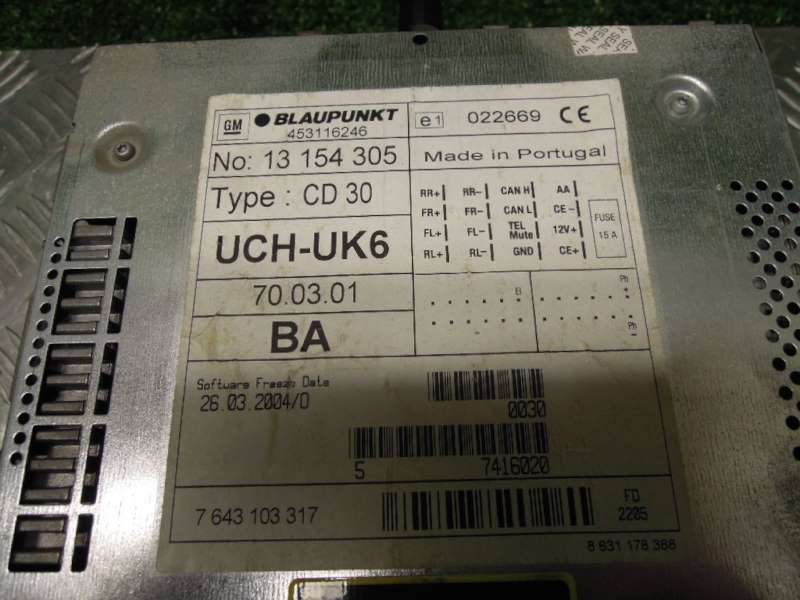 GM BLAUPUNKT
453116246
e1 022669 CE
No: 13 154 305
Made in Portugal
Type : CD 30
RR+ RR- CAN H AA
FR+ FR- CAN L CE-
FL+ FL- TEL Mute 12V+
RL+ RL- GND CE+
FUSE
15 A
UCH-UK6
70.03.01
B
Ph
+
Ph
-
BA
Software Freeze Date
26.03.2004/0
0030
S 7416020
7 643 103 317
FD
2205
8 631 178 388